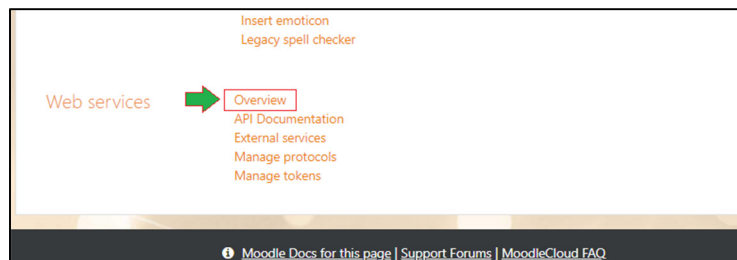 Insert emoticon
Legacy spell checker
Web services
Overview
API Documentation
External services
Manage protocols
Manage tokens
Moodle Docs for this page | Support Forums | MoodleCloud FAQ